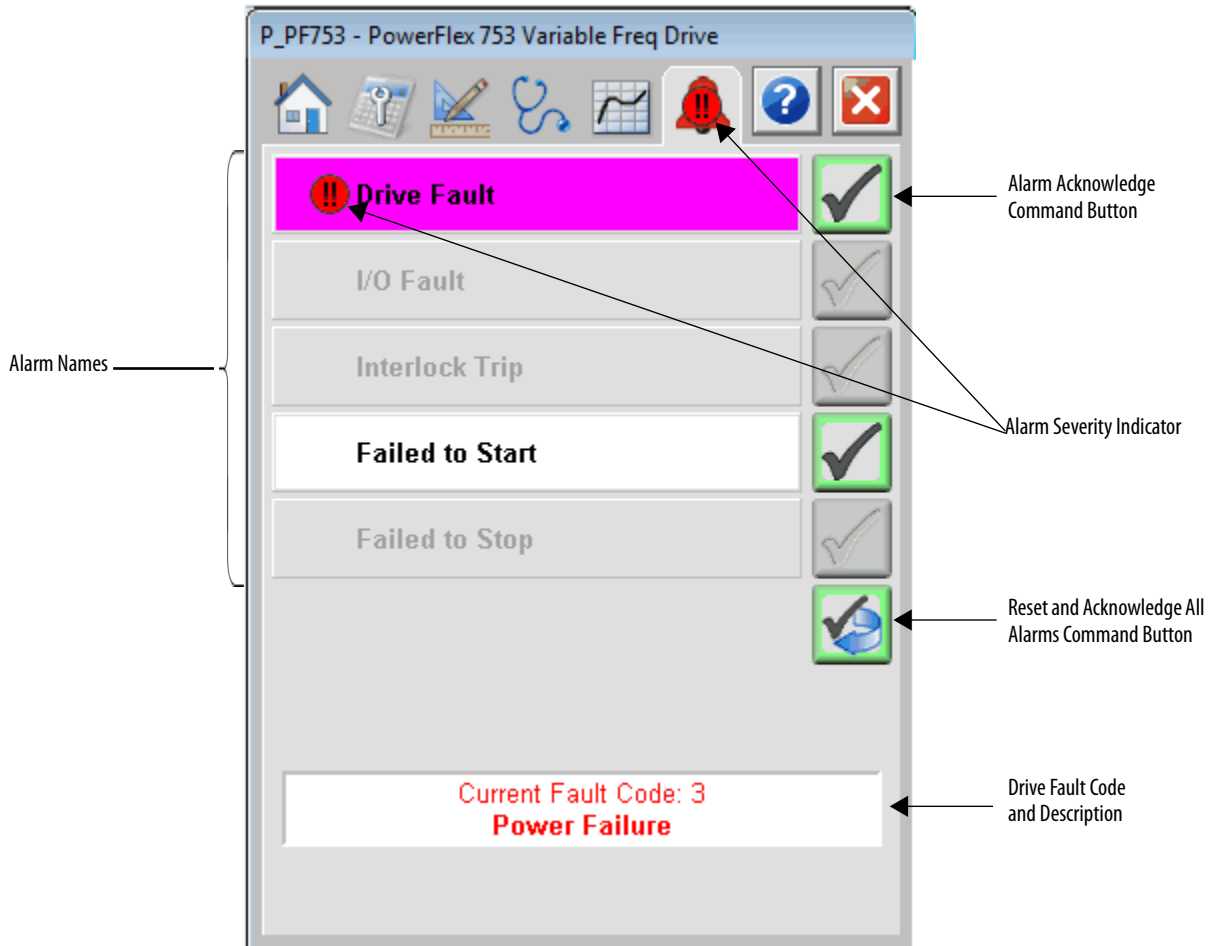 P_PF753 - PowerFlex 753 Variable Freq Drive
!!
?
!! Drive Fault
Alarm Acknowledge
Command Button
I/O Fault
Alarm Names
Interlock Trip
Failed to Start
Alarm Severity Indicator
Failed to Stop
Reset and Acknowledge All
Alarms Command Button
Current Fault Code: 3
Power Failure
Drive Fault Code
and Description